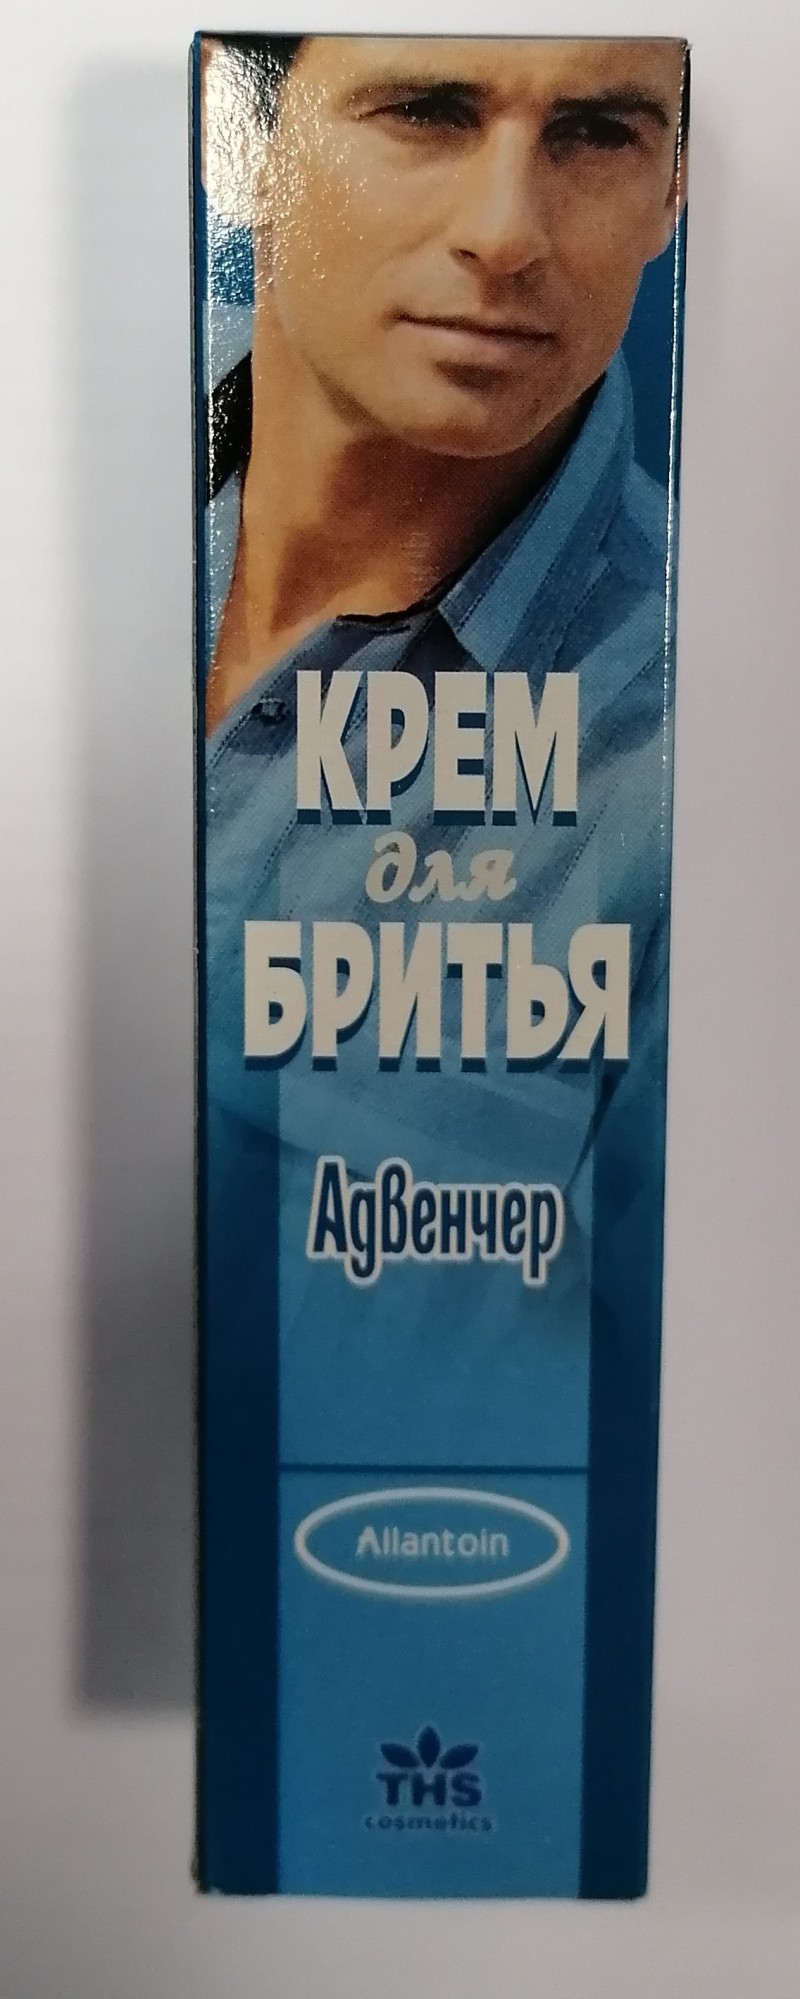 КРЕМ
для
БРИТЬЯ
Адвенчер
Allantoin
THS
cosmetics